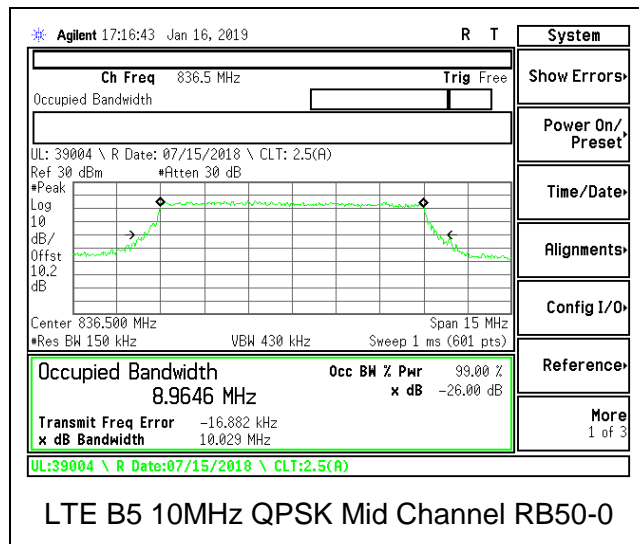 Agilent 17:16:43 Jan 16, 2019 R T
System
Ch Freq 836.5 MHz Trig Free
Show Errors
Occupied Bandwidth
Power On/
Preset
UL: 39004 \ R Date: 07/15/2018 \ CLT: 2.5(A)
Ref 30 dBm #Atten 30 dB
#Peak
Log
10
dB/
Offst
10.2
dB
Time/Date
Alignments
Config I/O
Center 836.500 MHz Span 15 MHz
#Res BW 150 kHz VBW 430 kHz Sweep 1 ms (601 pts)
Occupied Bandwidth Occ BW % Pwr 99.00 %
8.9646 MHz x dB -26.00 dB
Reference
Transmit Freq Error -16.882 kHz
x dB Bandwidth 10.029 MHz
More
1 of 3
UL:39004 \ R Date:07/15/2018 \ CLT:2.5(A)
LTE B5 10MHz QPSK Mid Channel RB50-0